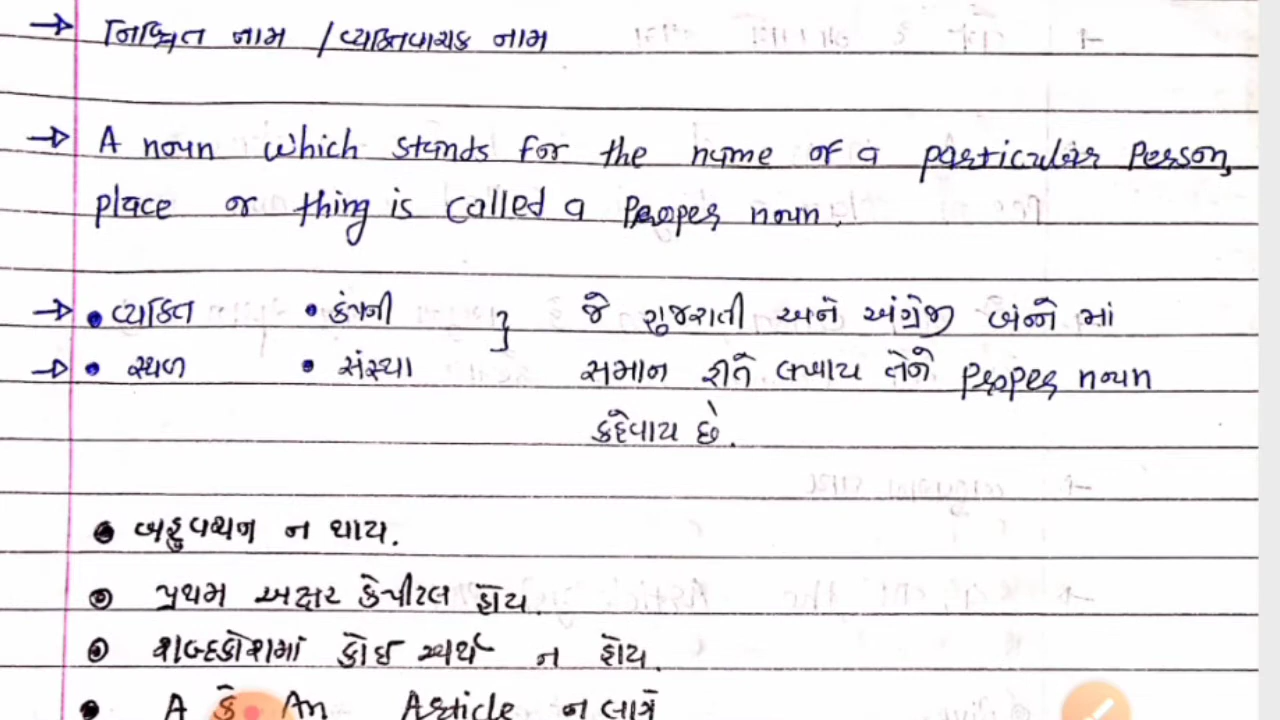 → નિશ્ચિત નામ / વ્યક્તિવાચક નામ
→ A noun which stands for the name of a particular person,
place or thing is called a Proper noun.
→ • વ્યક્તિ • કંપની } જે ગુજરાતી અને અંગ્રેજી બંને માં
→ • સ્થળ • સંસ્થા સમાન રીતે લખાય તેને proper noun
કહેવાય છે.
• બહુવચન ન થાય.
• પ્રથમ અક્ષર કેપીટલ હોય.
• શબ્દકોશમાં કોઈ અર્થ ન હોય.
• A કે An Article ન લાગે